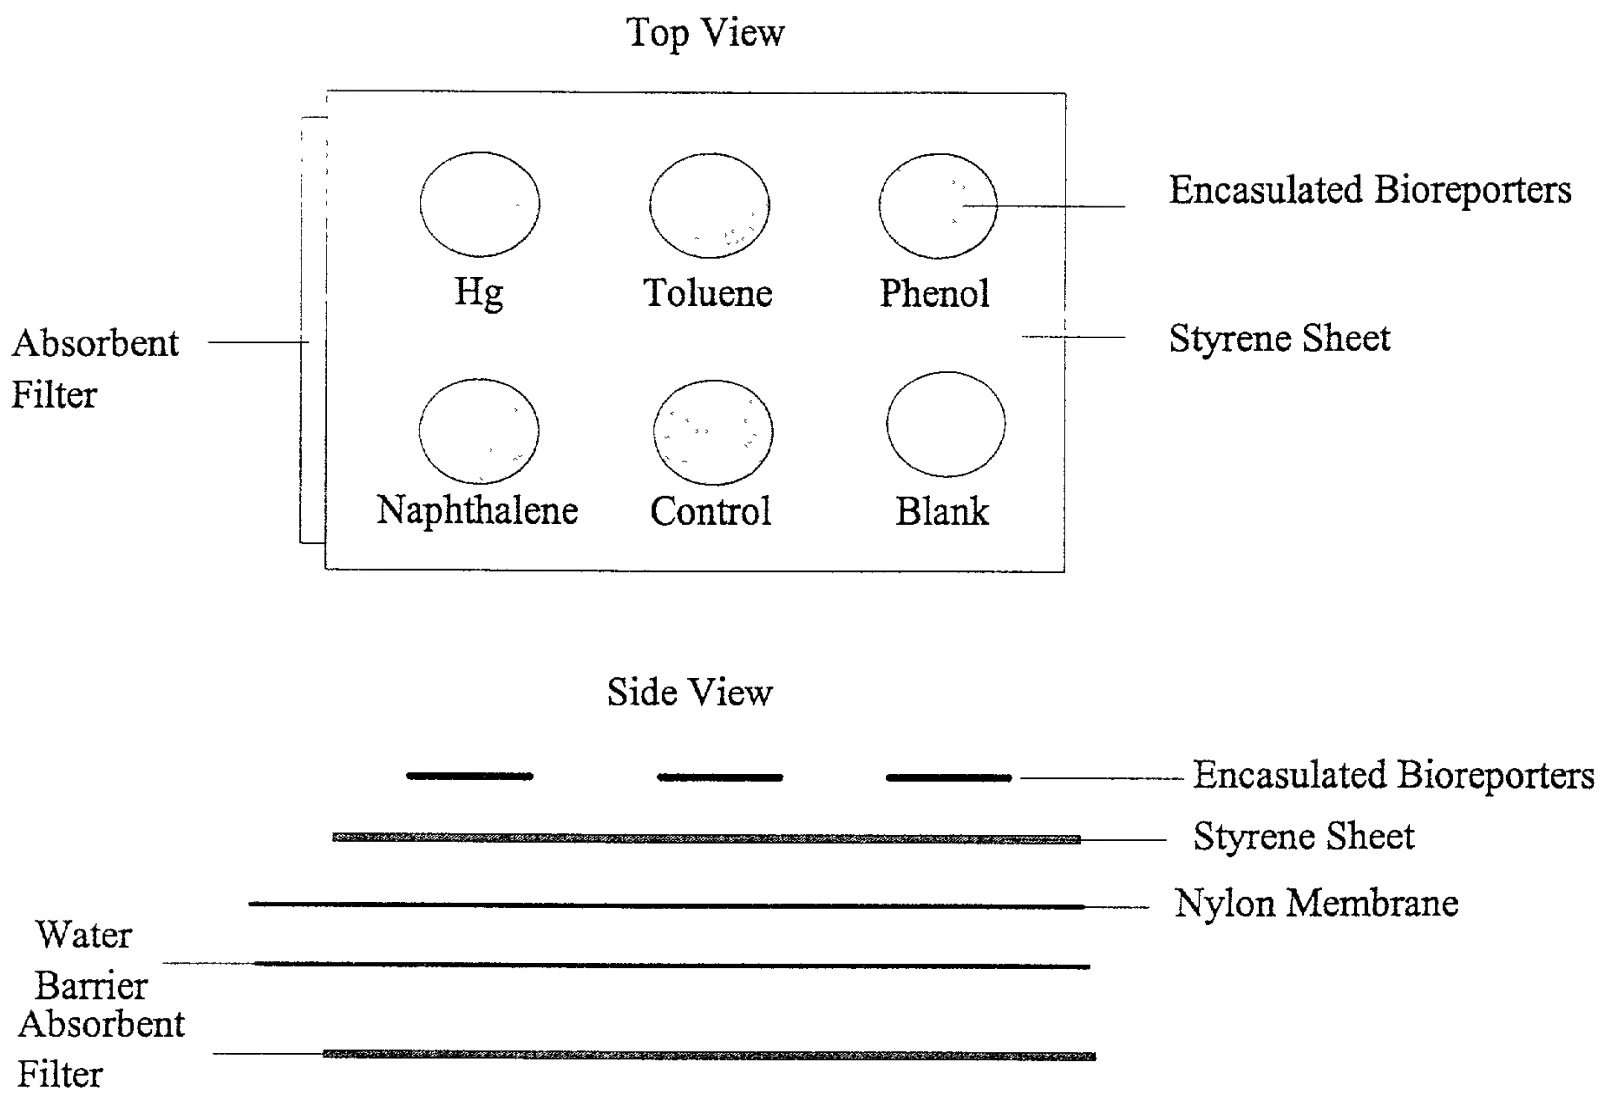 Top View
Encasulated Bioreporters
Hg
Toluene
Phenol
Absorbent
Filter
Styrene Sheet
Naphthalene
Control
Blank
Side View
Encasulated Bioreporters
Styrene Sheet
Nylon Membrane
Water
Barrier
Absorbent
Filter